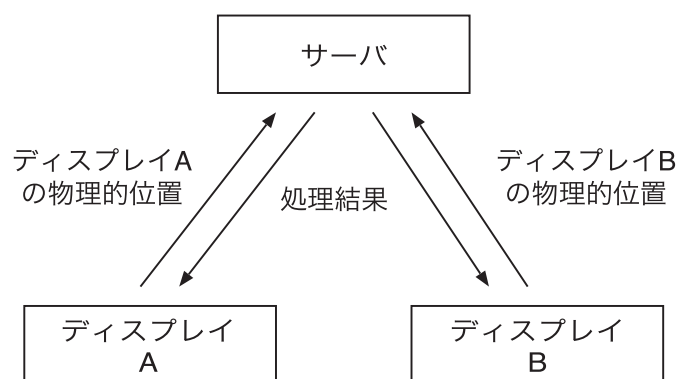 サーバ
ディスプレイA
の物理的位置
処理結果
ディスプレイB
の物理的位置
ディスプレイ
A
ディスプレイ
B